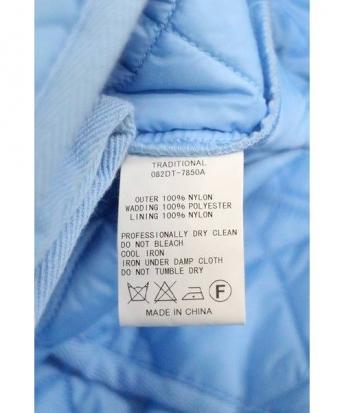 TRADITIONAL
082DT-7850A
OUTER 100% NYLON
WADDING 100% POLYESTER
LINING 100% NYLON
PROFESSIONALLY DRY CLEAN
DO NOT BLEACH
COOL IRON
IRON UNDER DAMP CLOTH
DO NOT TUMBLE DRY
F
MADE IN CHINA